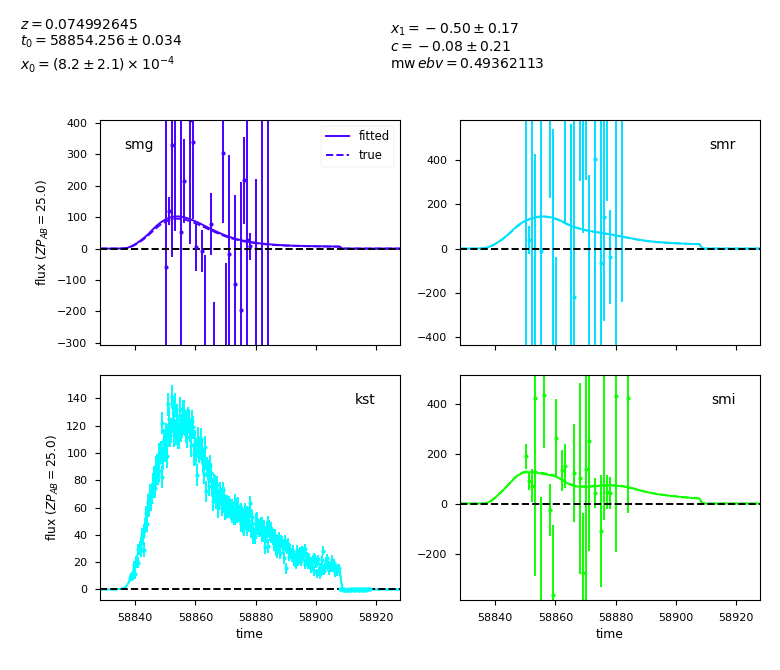 z = 0.074992645
t₀ = 58854.256 ± 0.034
x₀ = (8.2 ± 2.1) × 10⁻⁴
x₁ = −0.50 ± 0.17
c = −0.08 ± 0.21
mw ebv = 0.49362113
smg
fitted
true
400
300
200
100
0
−100
−200
−300
flux (ZP_AB = 25.0)
smr
400
200
0
−200
−400
kst
140
120
100
80
60
40
20
0
flux (ZP_AB = 25.0)
58840 58860 58880 58900 58920
time
smi
400
200
0
−200
58840 58860 58880 58900 58920
time